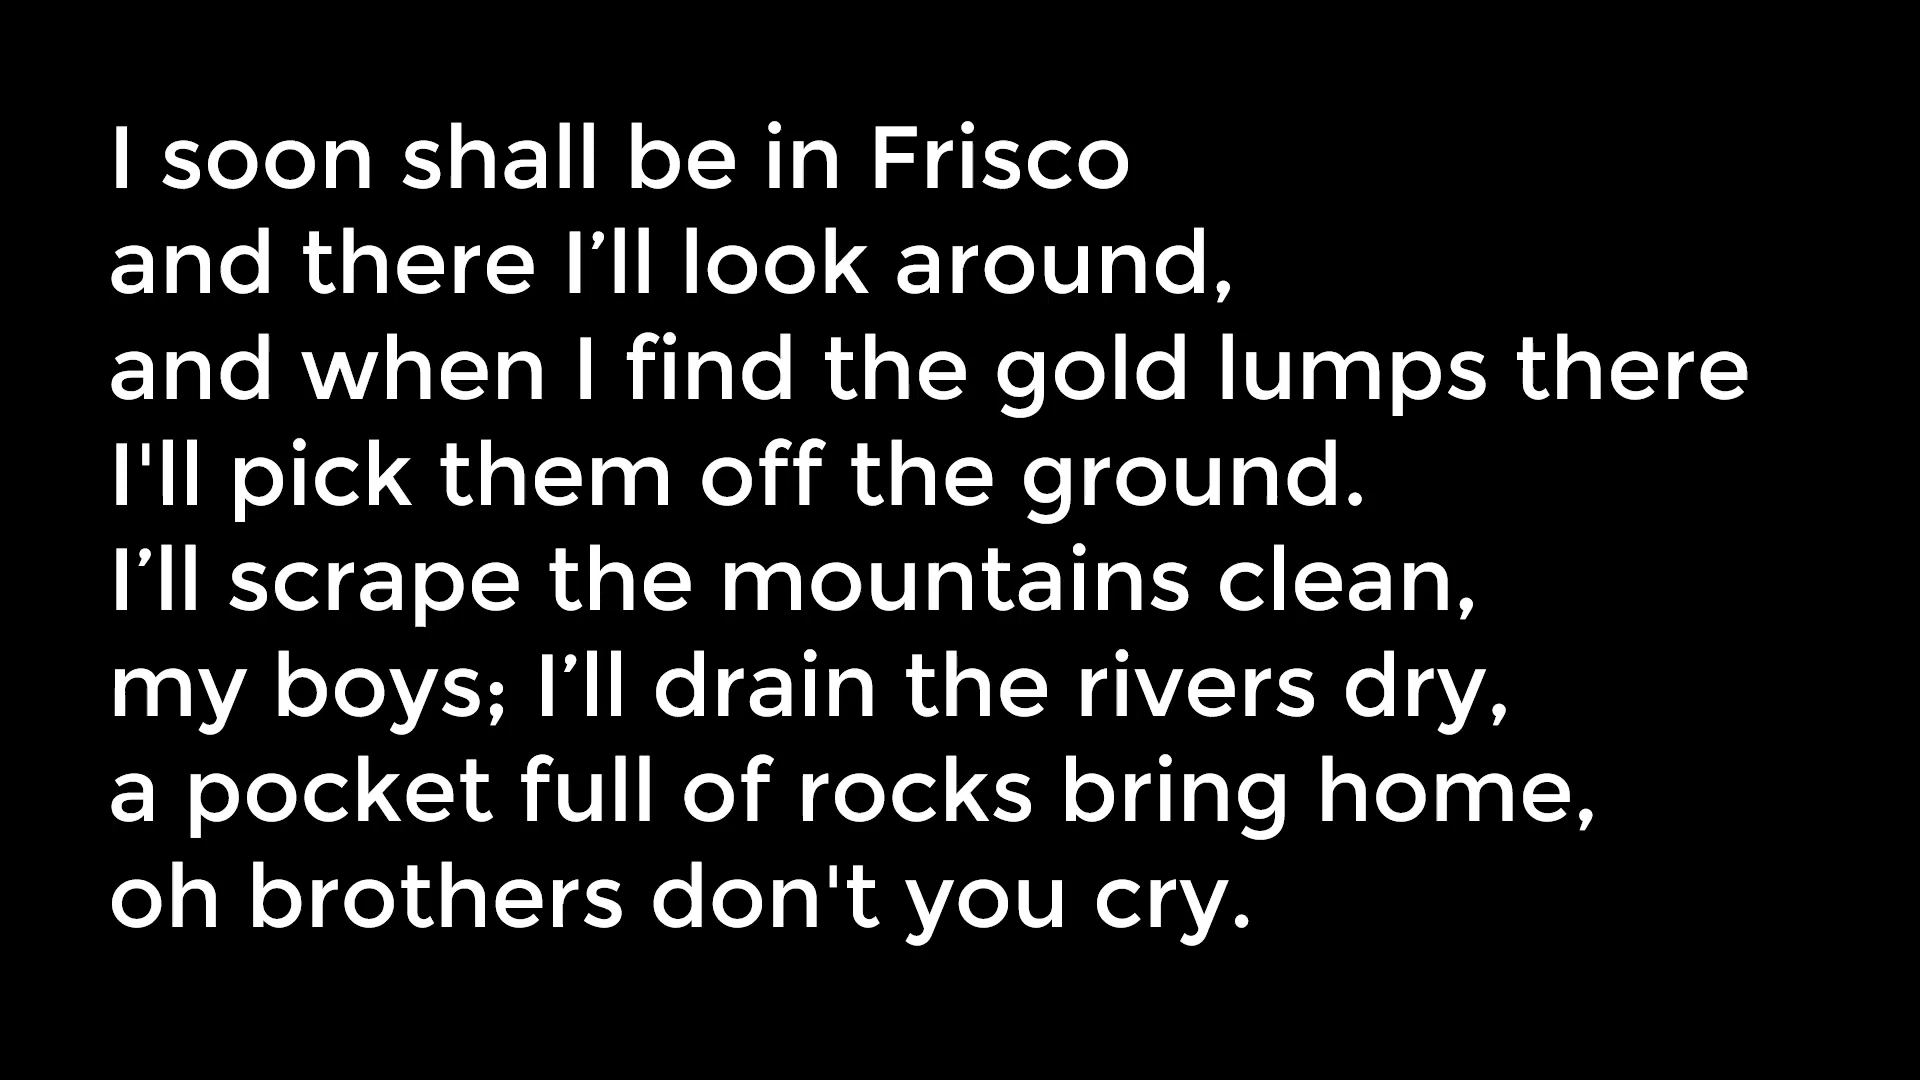 I soon shall be in Frisco
and there I’ll look around,
and when I find the gold lumps there
I'll pick them off the ground.
I’ll scrape the mountains clean,
my boys; I’ll drain the rivers dry,
a pocket full of rocks bring home,
oh brothers don't you cry.